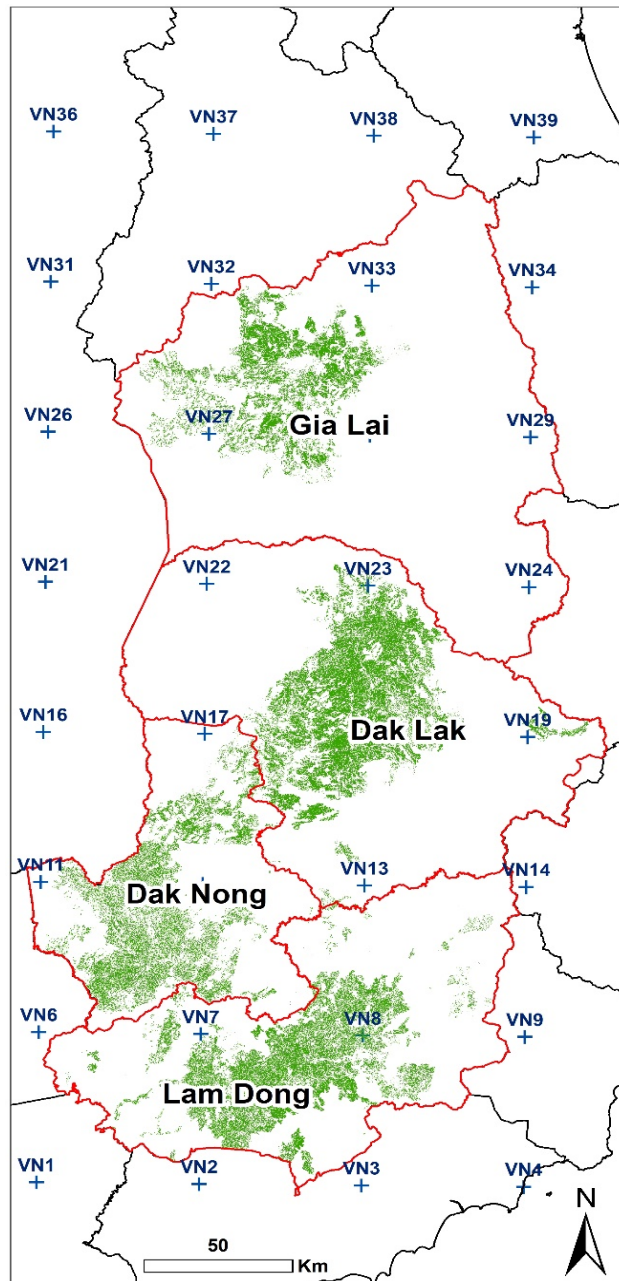 VN36 VN37 VN38 VN39
VN31 VN32 VN33 VN34
VN26 VN27 VN29
Gia Lai
VN21 VN22 VN23 VN24
VN16 VN17 VN19
Dak Lak
VN11 VN13 VN14
Dak Nong
VN6 VN7 VN8 VN9
Lam Dong
VN1 VN2 VN3 VN4
N
50
Km